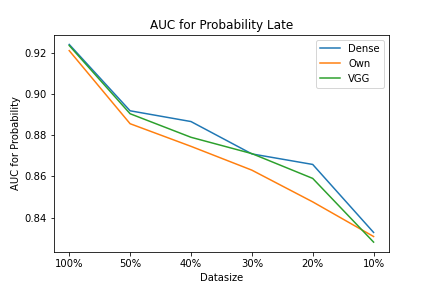 AUC for Probability Late
Dense
Own
VGG
AUC for Probability
0.92
0.90
0.88
0.86
0.84
100% 50% 40% 30% 20% 10%
Datasize